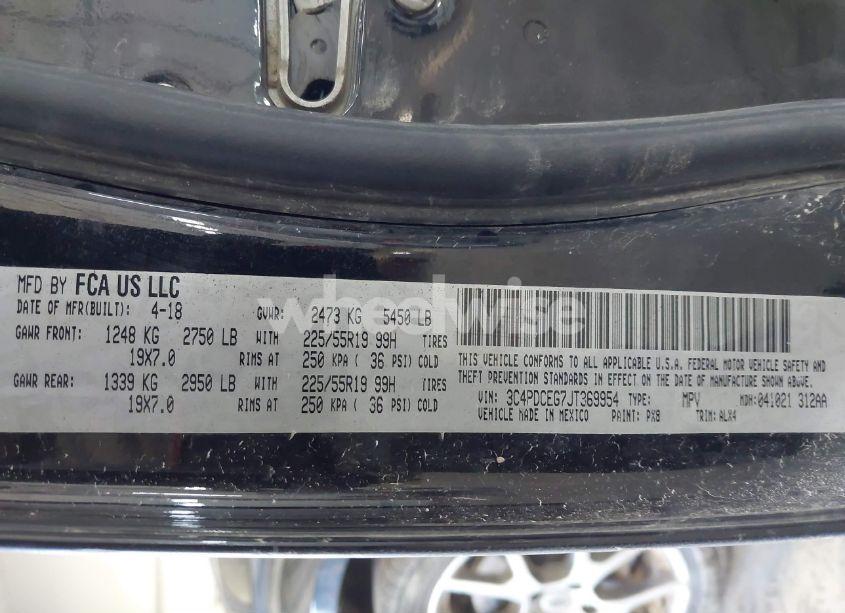 MFD BY FCA US LLC
DATE OF MFR(BUILT): 4-18 GVWR: 2473 KG 5450 LB
GAWR FRONT: 1248 KG 2750 LB WITH 225/55R19 99H TIRES
19X7.0 RIMS AT 250 KPA ( 36 PSI) COLD
GAWR REAR: 1339 KG 2950 LB WITH 225/55R19 99H TIRES
19X7.0 RIMS AT 250 KPA ( 36 PSI) COLD
THIS VEHICLE CONFORMS TO ALL APPLICABLE U.S.A. FEDERAL MOTOR VEHICLE SAFETY AND
THEFT PREVENTION STANDARDS IN EFFECT ON THE DATE OF MANUFACTURE SHOWN ABOVE.
VIN: 3C4PDCEG7JT369954 TYPE: MPV MDH: 041021 312AA
VEHICLE MADE IN MEXICO PAINT: PX8 TRIM: ALX4
wheelwise